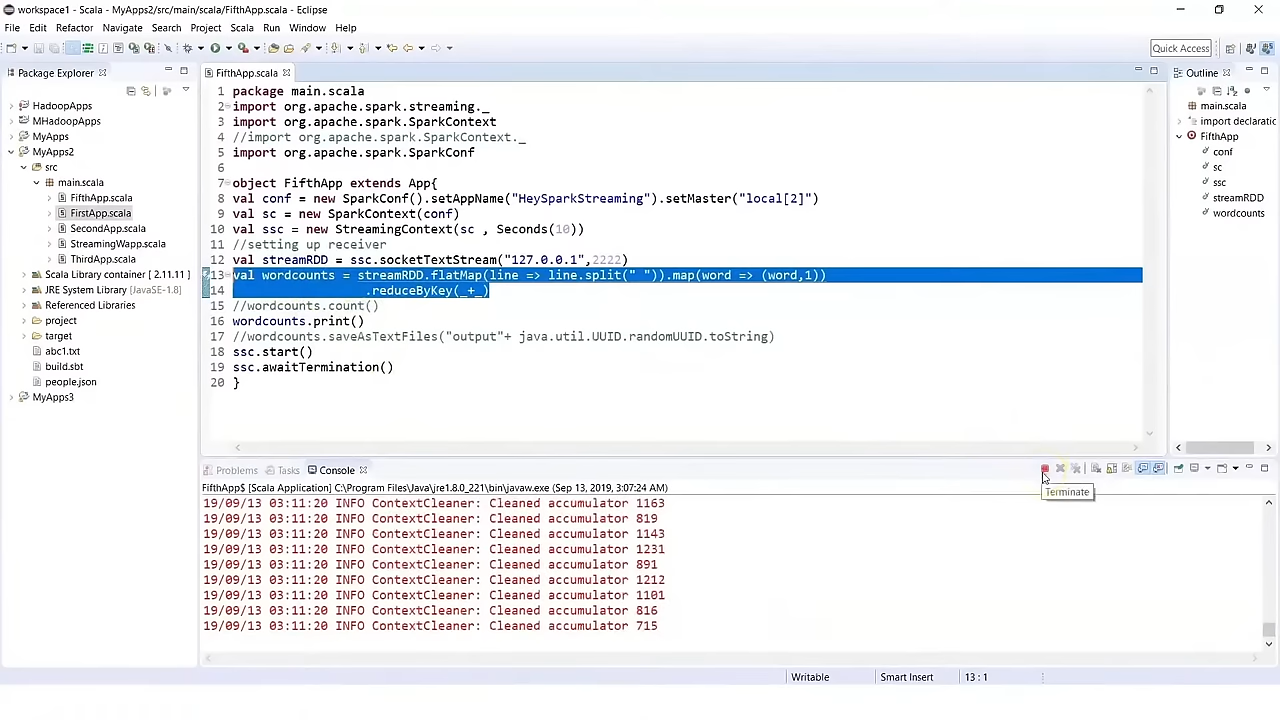 workspace1 - Scala - MyApps2/src/main/scala/FifthApp.scala - Eclipse
File Edit Refactor Navigate Search Project Scala Run Window Help
Quick Access
Package Explorer
HadoopApps
MHadoopApps
MyApps
MyApps2
src
main.scala
FifthApp.scala
FirstApp.scala
SecondApp.scala
StreamingWapp.scala
ThirdApp.scala
Scala Library container [ 2.11.11 ]
JRE System Library [JavaSE-1.8]
Referenced Libraries
project
target
abc1.txt
build.sbt
people.json
MyApps3
FifthApp.scala
1 package main.scala
2 import org.apache.spark.streaming._
3 import org.apache.spark.SparkContext
4 //import org.apache.spark.SparkContext._
5 import org.apache.spark.SparkConf
6
7 object FifthApp extends App{
8 val conf = new SparkConf().setAppName("HeySparkStreaming").setMaster("local[2]")
9 val sc = new SparkContext(conf)
10 val ssc = new StreamingContext(sc , Seconds(10))
11 //setting up receiver
12 val streamRDD = ssc.socketTextStream("127.0.0.1",2222)
13 val wordcounts = streamRDD.flatMap(line => line.split(" ")).map(word => (word,1))
14 .reduceByKey(_+_)
15 //wordcounts.count()
16 wordcounts.print()
17 //wordcounts.saveAsTextFiles("output"+ java.util.UUID.randomUUID.toString)
18 ssc.start()
19 ssc.awaitTermination()
20 }
Outline
main.scala
import declaratic
FifthApp
conf
sc
ssc
streamRDD
wordcounts
Problems Tasks Console
Terminate
FifthApp$ [Scala Application] C:\Program Files\Java\jre1.8.0_221\bin\javaw.exe (Sep 13, 2019, 3:07:24 AM)
19/09/13 03:11:20 INFO ContextCleaner: Cleaned accumulator 1163
19/09/13 03:11:20 INFO ContextCleaner: Cleaned accumulator 819
19/09/13 03:11:20 INFO ContextCleaner: Cleaned accumulator 1143
19/09/13 03:11:20 INFO ContextCleaner: Cleaned accumulator 1231
19/09/13 03:11:20 INFO ContextCleaner: Cleaned accumulator 891
19/09/13 03:11:20 INFO ContextCleaner: Cleaned accumulator 1212
19/09/13 03:11:20 INFO ContextCleaner: Cleaned accumulator 1101
19/09/13 03:11:20 INFO ContextCleaner: Cleaned accumulator 816
19/09/13 03:11:20 INFO ContextCleaner: Cleaned accumulator 715
Writable Smart Insert 13 : 1